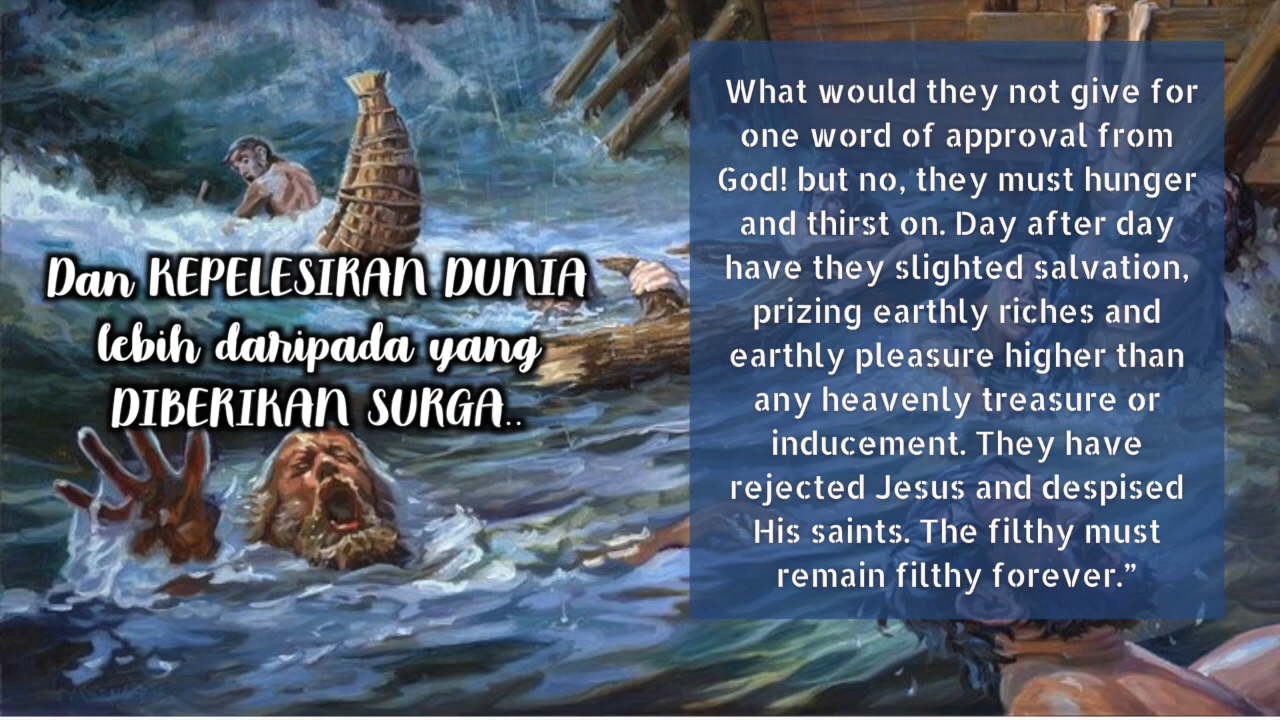 Dan KEPELESIRAN DUNIA
lebih daripada yang
DIBERIKAN SURGA..
What would they not give for
one word of approval from
God! but no, they must hunger
and thirst on. Day after day
have they slighted salvation,
prizing earthly riches and
earthly pleasure higher than
any heavenly treasure or
inducement. They have
rejected Jesus and despised
His saints. The filthy must
remain filthy forever.”